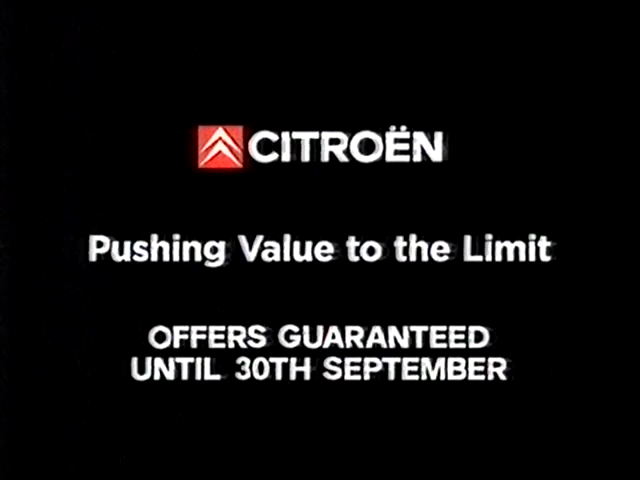 CITROËN
Pushing Value to the Limit
OFFERS GUARANTEED
UNTIL 30TH SEPTEMBER